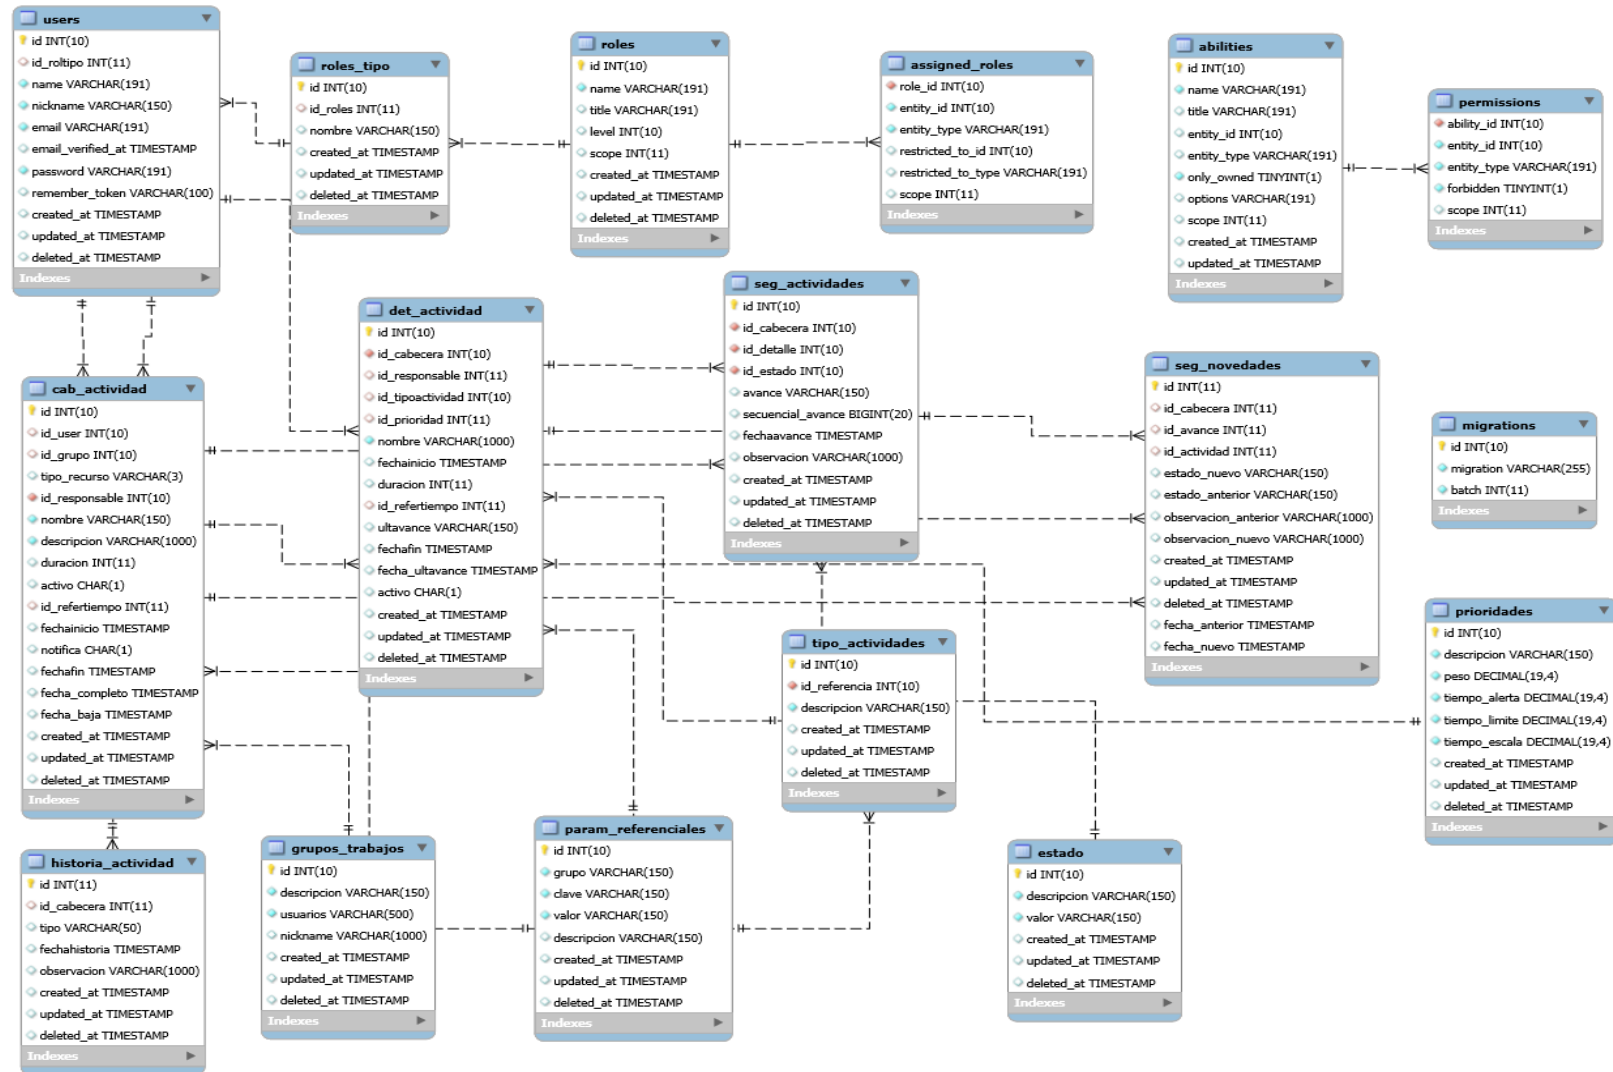 users
id INT(10)
id_roltipo INT(11)
name VARCHAR(191)
nickname VARCHAR(150)
email VARCHAR(191)
email_verified_at TIMESTAMP
password VARCHAR(191)
remember_token VARCHAR(100)
created_at TIMESTAMP
updated_at TIMESTAMP
deleted_at TIMESTAMP
Indexes
roles_tipo
id INT(10)
id_roles INT(11)
nombre VARCHAR(150)
created_at TIMESTAMP
updated_at TIMESTAMP
deleted_at TIMESTAMP
Indexes
roles
id INT(10)
name VARCHAR(191)
title VARCHAR(191)
level INT(10)
scope INT(11)
created_at TIMESTAMP
updated_at TIMESTAMP
deleted_at TIMESTAMP
Indexes
assigned_roles
role_id INT(10)
entity_id INT(10)
entity_type VARCHAR(191)
restricted_to_id INT(10)
restricted_to_type VARCHAR(191)
scope INT(11)
Indexes
abilities
id INT(10)
name VARCHAR(191)
title VARCHAR(191)
entity_id INT(10)
entity_type VARCHAR(191)
only_owned TINYINT(1)
options VARCHAR(191)
scope INT(11)
created_at TIMESTAMP
updated_at TIMESTAMP
Indexes
permissions
ability_id INT(10)
entity_id INT(10)
entity_type VARCHAR(191)
forbidden TINYINT(1)
scope INT(11)
Indexes
cab_actividad
id INT(10)
id_user INT(10)
id_grupo INT(10)
tipo_recurso VARCHAR(3)
id_responsable INT(10)
nombre VARCHAR(150)
descripcion VARCHAR(1000)
duracion INT(11)
activo CHAR(1)
id_refertiempo INT(11)
fechainicio TIMESTAMP
notifica CHAR(1)
fechafin TIMESTAMP
fecha_completo TIMESTAMP
fecha_baja TIMESTAMP
created_at TIMESTAMP
updated_at TIMESTAMP
deleted_at TIMESTAMP
Indexes
det_actividad
id INT(10)
id_cabecera INT(10)
id_responsable INT(11)
id_tipoactividad INT(10)
id_prioridad INT(11)
nombre VARCHAR(1000)
fechainicio TIMESTAMP
duracion INT(11)
id_refertiempo INT(11)
ultavance VARCHAR(150)
fechafin TIMESTAMP
fecha_ultavance TIMESTAMP
activo CHAR(1)
created_at TIMESTAMP
updated_at TIMESTAMP
deleted_at TIMESTAMP
Indexes
seg_actividades
id INT(10)
id_cabecera INT(10)
id_detalle INT(10)
id_estado INT(10)
avance VARCHAR(150)
secuencial_avance BIGINT(20)
fechaavance TIMESTAMP
observacion VARCHAR(1000)
created_at TIMESTAMP
updated_at TIMESTAMP
deleted_at TIMESTAMP
Indexes
seg_novedades
id INT(11)
id_cabecera INT(11)
id_avance INT(11)
id_actividad INT(11)
estado_nuevo VARCHAR(150)
estado_anterior VARCHAR(150)
observacion_anterior VARCHAR(1000)
observacion_nuevo VARCHAR(1000)
created_at TIMESTAMP
updated_at TIMESTAMP
deleted_at TIMESTAMP
fecha_anterior TIMESTAMP
fecha_nuevo TIMESTAMP
Indexes
migrations
id INT(10)
migration VARCHAR(255)
batch INT(11)
Indexes
tipo_actividades
id INT(10)
id_referencia INT(10)
descripcion VARCHAR(150)
created_at TIMESTAMP
updated_at TIMESTAMP
deleted_at TIMESTAMP
Indexes
prioridades
id INT(10)
descripcion VARCHAR(150)
peso DECIMAL(19,4)
tiempo_alerta DECIMAL(19,4)
tiempo_limite DECIMAL(19,4)
tiempo_escala DECIMAL(19,4)
created_at TIMESTAMP
updated_at TIMESTAMP
deleted_at TIMESTAMP
Indexes
historia_actividad
id INT(11)
id_cabecera INT(11)
tipo VARCHAR(50)
fechahistoria TIMESTAMP
observacion VARCHAR(1000)
created_at TIMESTAMP
updated_at TIMESTAMP
deleted_at TIMESTAMP
Indexes
grupos_trabajos
id INT(10)
descripcion VARCHAR(150)
usuarios VARCHAR(500)
nickname VARCHAR(1000)
created_at TIMESTAMP
updated_at TIMESTAMP
deleted_at TIMESTAMP
Indexes
param_referenciales
id INT(10)
grupo VARCHAR(150)
clave VARCHAR(150)
valor VARCHAR(150)
descripcion VARCHAR(150)
created_at TIMESTAMP
updated_at TIMESTAMP
deleted_at TIMESTAMP
Indexes
estado
id INT(10)
descripcion VARCHAR(150)
valor VARCHAR(150)
created_at TIMESTAMP
updated_at TIMESTAMP
deleted_at TIMESTAMP
Indexes